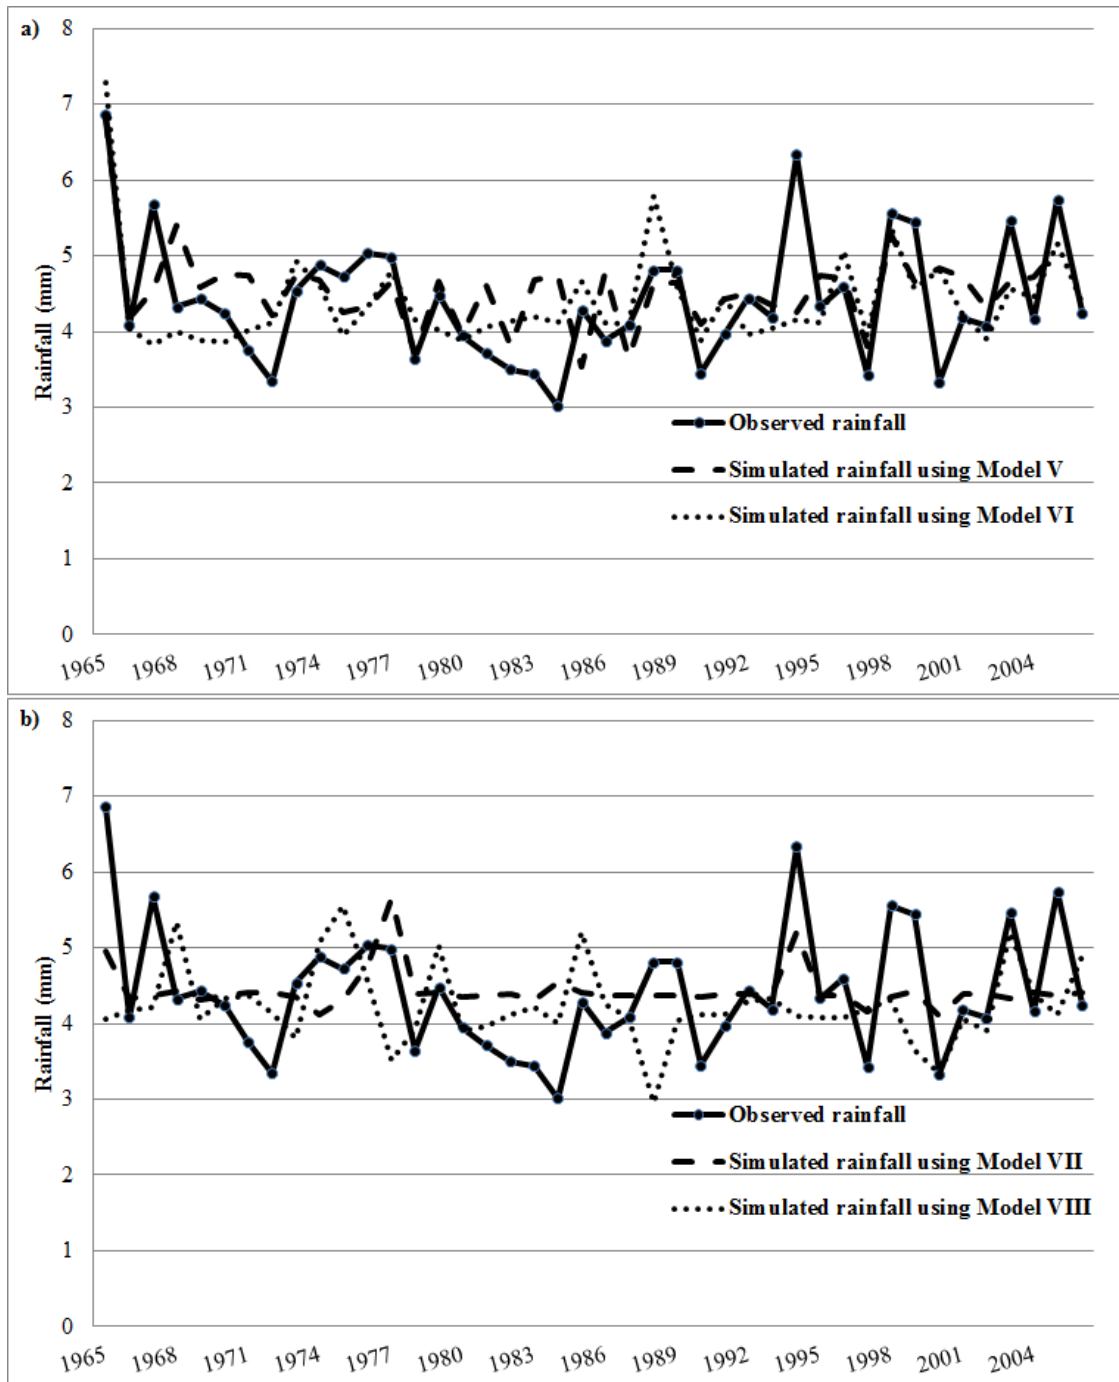 a)
8
7
6
5
4
3
2
1
0
Rainfall (mm)
Observed rainfall
Simulated rainfall using Model V
Simulated rainfall using Model VI
1965 1968 1971 1974 1977 1980 1983 1986 1989 1992 1995 1998 2001 2004
b)
8
7
6
5
4
3
2
1
0
Rainfall (mm)
Observed rainfall
Simulated rainfall using Model VII
Simulated rainfall using Model VIII
1965 1968 1971 1974 1977 1980 1983 1986 1989 1992 1995 1998 2001 2004